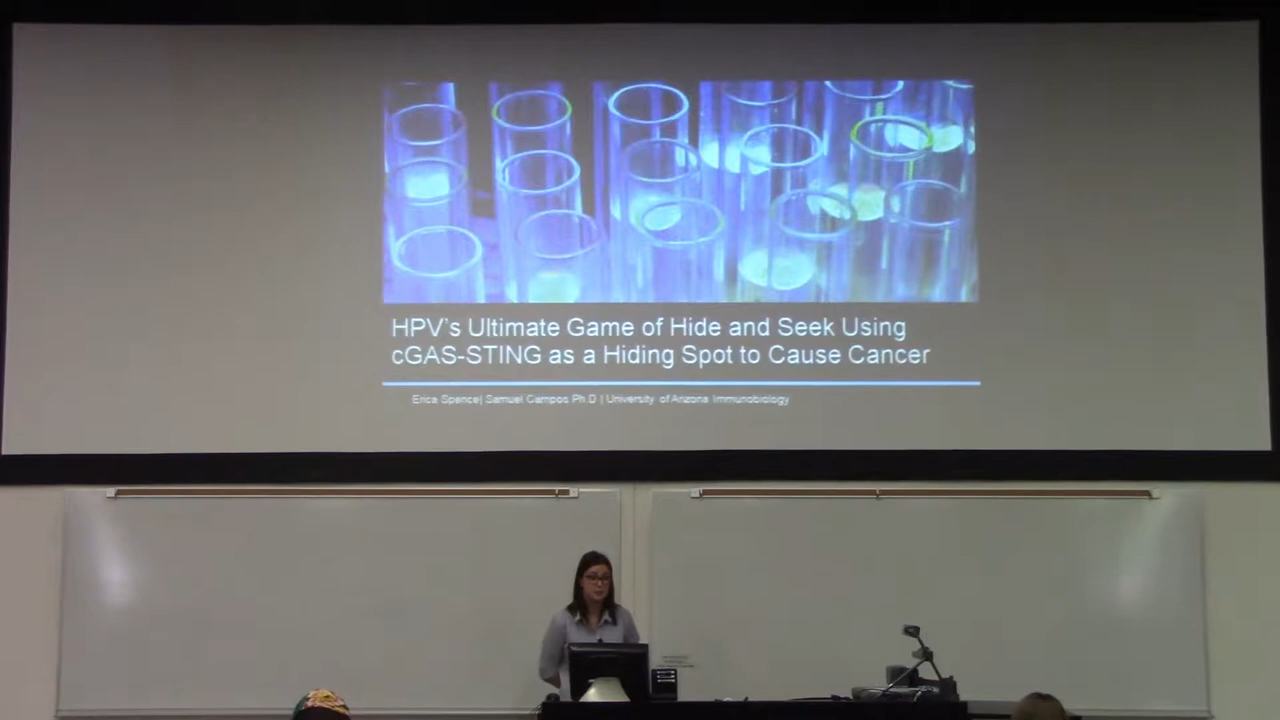 HPV's Ultimate Game of Hide and Seek Using
cGAS-STING as a Hiding Spot to Cause Cancer
Erica Spence| Samuel Campos Ph.D | University of Arizona Immunobiology